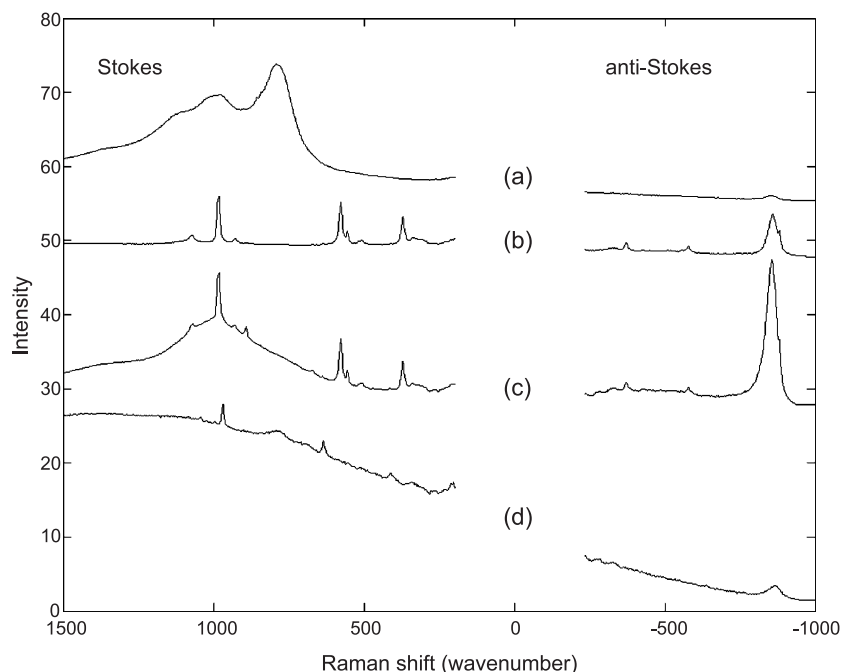 80
Stokes
anti-Stokes
70
60
(a)
50
(b)
Intensity
40
30
(c)
20
(d)
10
0
1500
1000
500
0
-500
-1000
Raman shift (wavenumber)